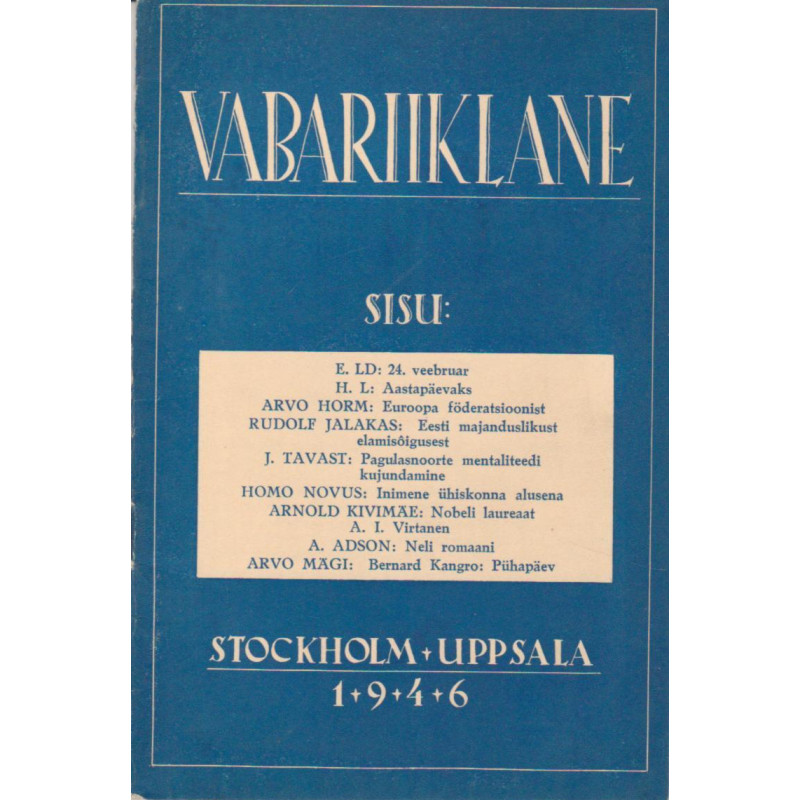 VABARIIKLANE
SISU:
E. LD: 24. veebruar
H. L: Aastapäevaks
ARVO HORM: Euroopa föderatsioonist
RUDOLF JALAKAS: Eesti majanduslikust
elamisôigusest
J. TAVAST: Pagulasnoorte mentaliteedi
kujundamine
HOMO NOVUS: Inimene ühiskonna alusena
ARNOLD KIVIMÄE: Nobeli laureaat
A. I. Virtanen
A. ADSON: Neli romaani
ARVO MÄGI: Bernard Kangro: Pühapäev
STOCKHOLM + UPPSALA
1+9+4+6